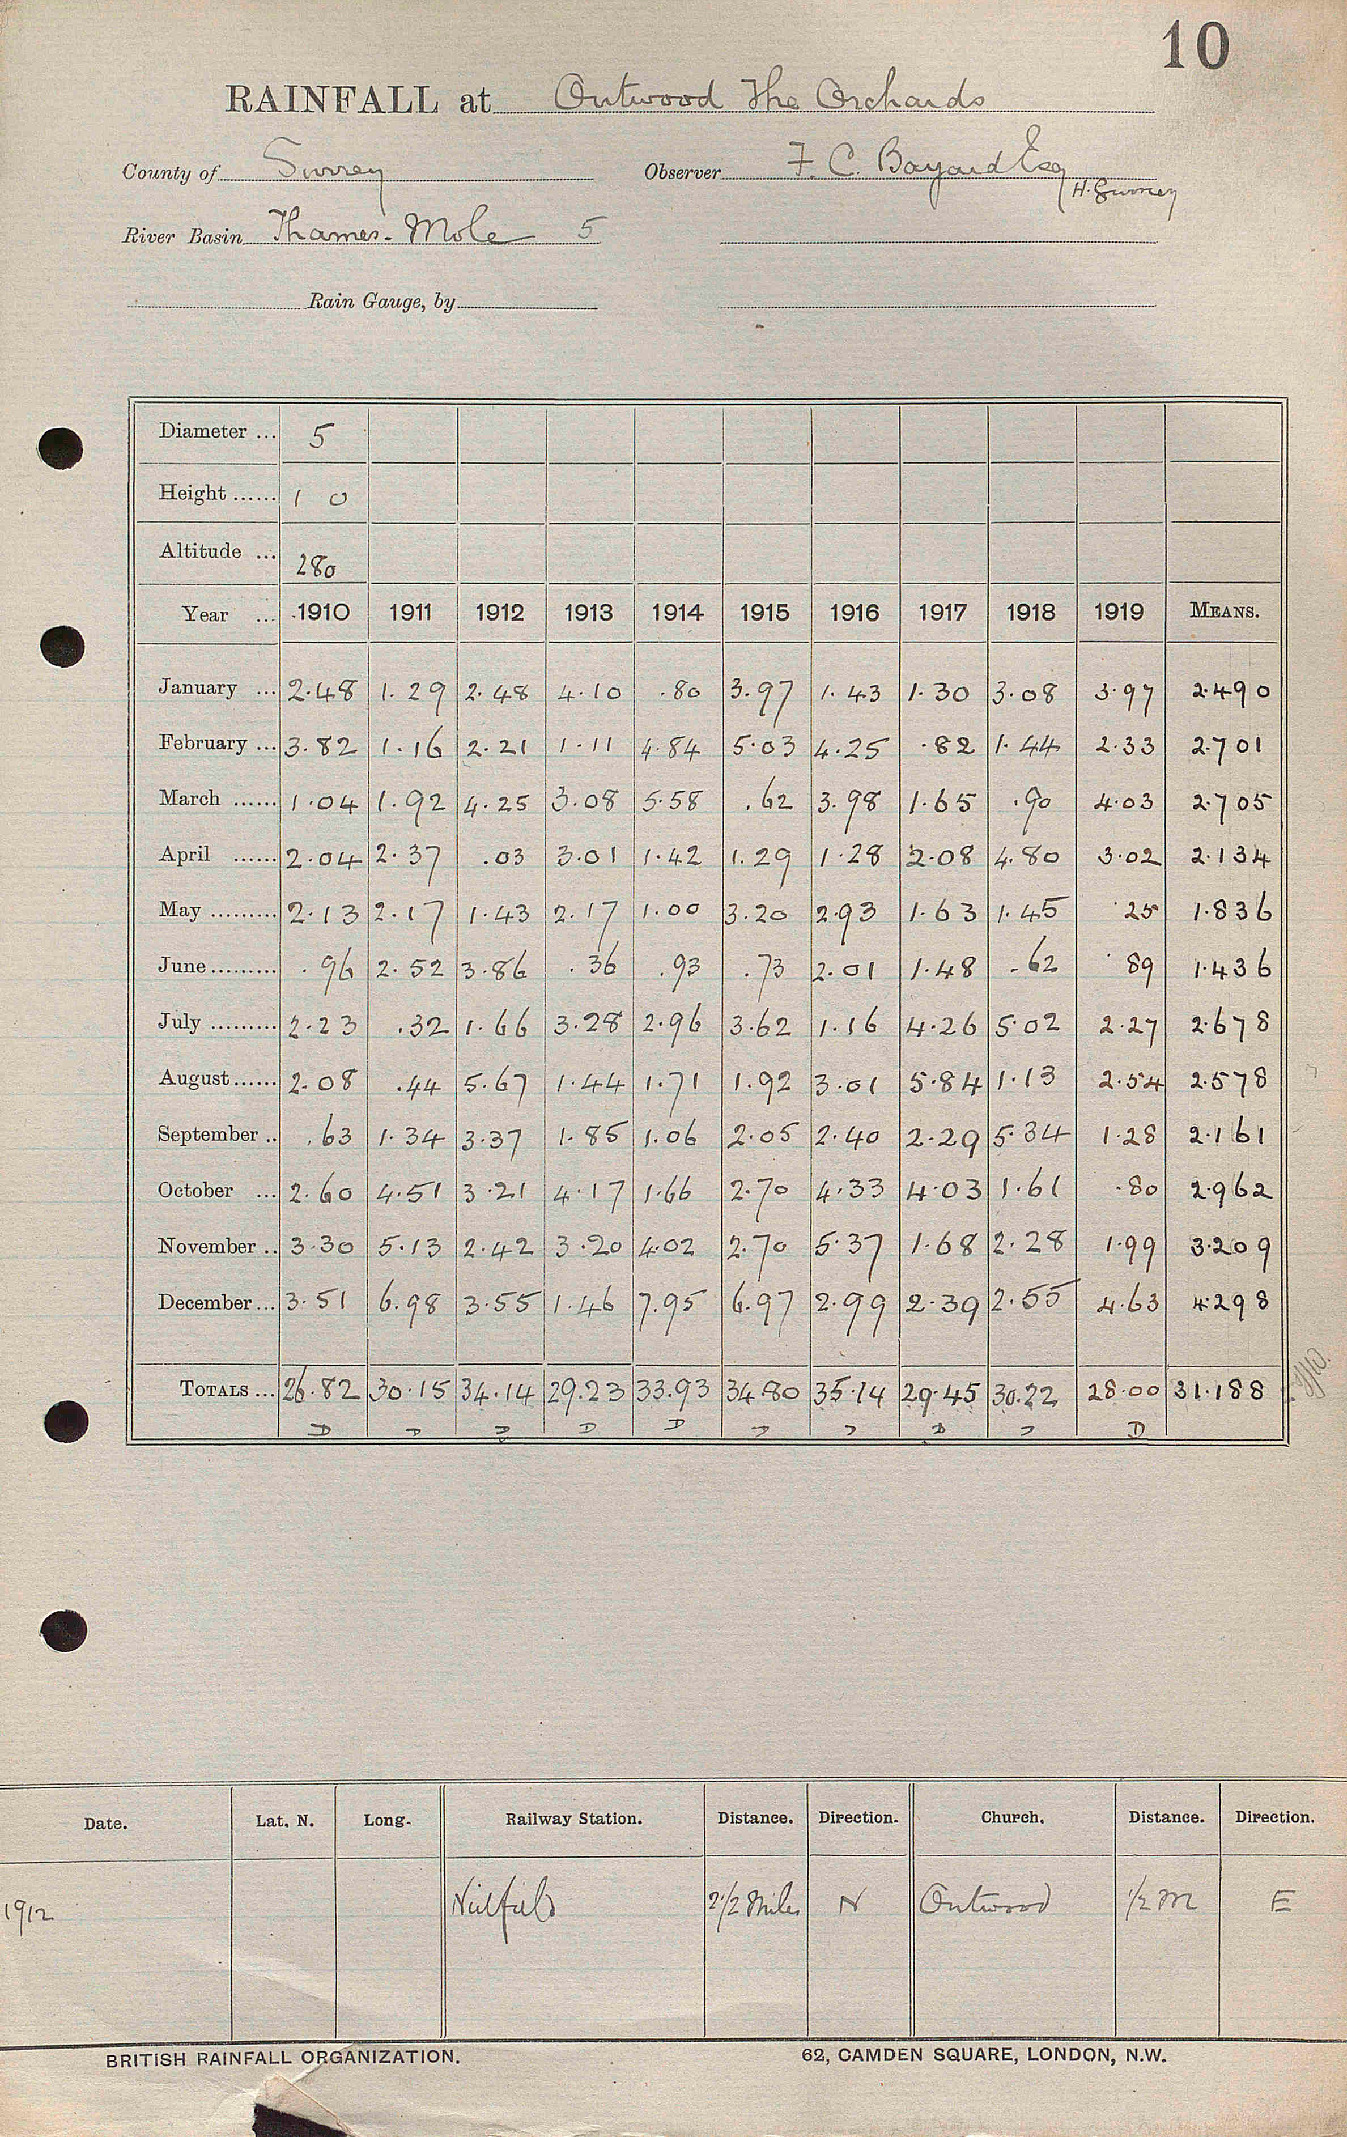 10
RAINFALL at Outwood The Orchards
County of Surrey Observer F. C. Bayard Esq
H. Gurney
River Basin Thames - Mole 5
Rain Gauge, by
Diameter ... 5
Height ...... 1 0
Altitude ... 280
Year ... 1910 1911 1912 1913 1914 1915 1916 1917 1918 1919 MEANS.
January ... 2.48 1.29 2.48 4.10 .80 3.97 1.43 1.30 3.08 3.97 2.490
February ... 3.82 1.16 2.21 1.11 4.84 5.03 4.25 .82 1.44 2.33 2.701
March ...... 1.04 1.92 4.25 3.08 5.58 .62 3.98 1.65 .90 4.03 2.705
April ...... 2.04 2.37 .03 3.01 1.42 1.29 1.28 2.08 4.80 3.02 2.134
May ......... 2.13 2.17 1.43 2.17 1.00 3.20 2.93 1.63 1.45 .25 1.836
June ......... .96 2.52 3.86 .36 .93 .73 2.01 1.48 .62 .89 1.436
July ......... 2.23 .32 1.66 3.28 2.96 3.62 1.16 4.26 5.02 2.27 2.678
August ...... 2.08 .44 5.67 1.44 1.71 1.92 3.01 5.84 1.13 2.54 2.578
September .. .63 1.34 3.37 1.85 1.06 2.05 2.40 2.29 5.34 1.28 2.161
October ... 2.60 4.51 3.21 4.17 1.66 2.70 4.33 4.03 1.61 .80 2.962
November .. 3.30 5.13 2.42 3.20 4.02 2.70 5.37 1.68 2.28 1.99 3.209
December ... 3.51 6.98 3.55 1.46 7.95 6.97 2.99 2.39 2.55 4.63 4.298
TOTALS ... 26.82 30.15 34.14 29.23 33.93 34.80 35.14 29.45 30.22 28.00 31.188
D D D D D D D D D D
Date. Lat. N. Long. Railway Station. Distance. Direction. Church. Distance. Direction.
1912 2½ Miles N Outwood ½ M E
BRITISH RAINFALL ORGANIZATION. 62, CAMDEN SQUARE, LONDON, N.W.